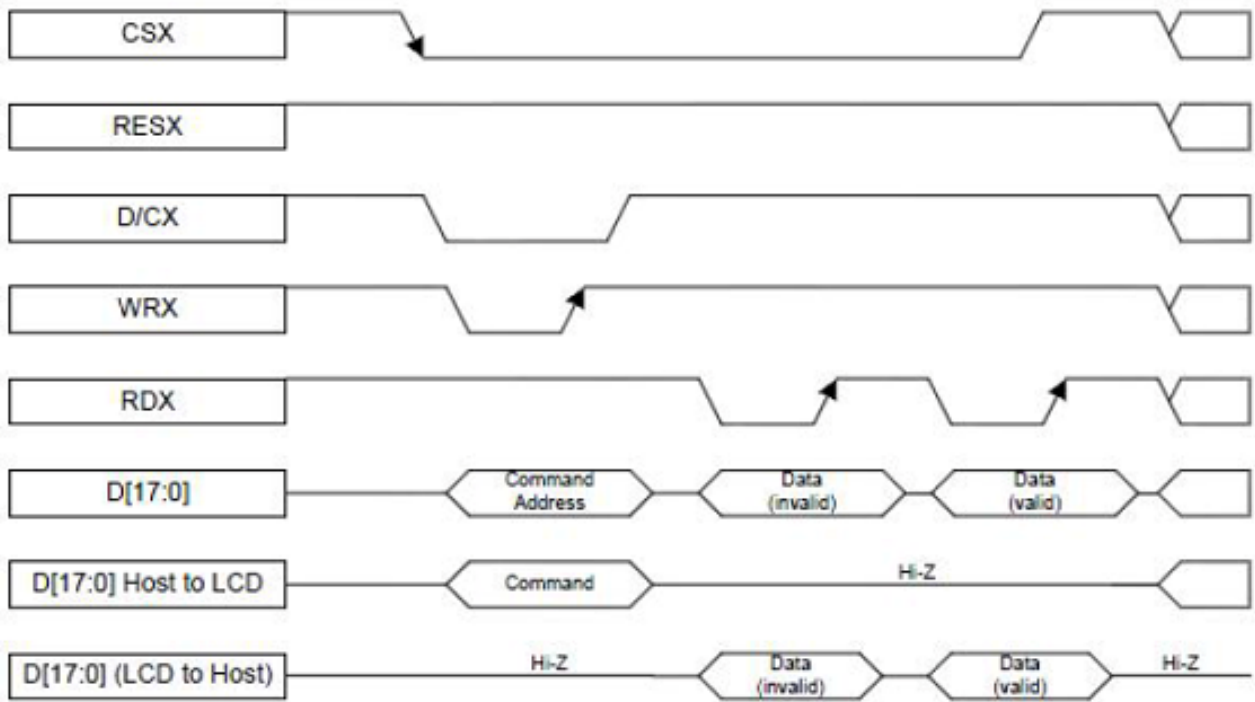 CSX
RESX
D/CX
WRX
RDX
D[17:0]
Command
Address
Data
(invalid)
Data
(valid)
D[17:0] Host to LCD
Command
Hi-Z
D[17:0] (LCD to Host)
Hi-Z
Data
(invalid)
Data
(valid)
Hi-Z